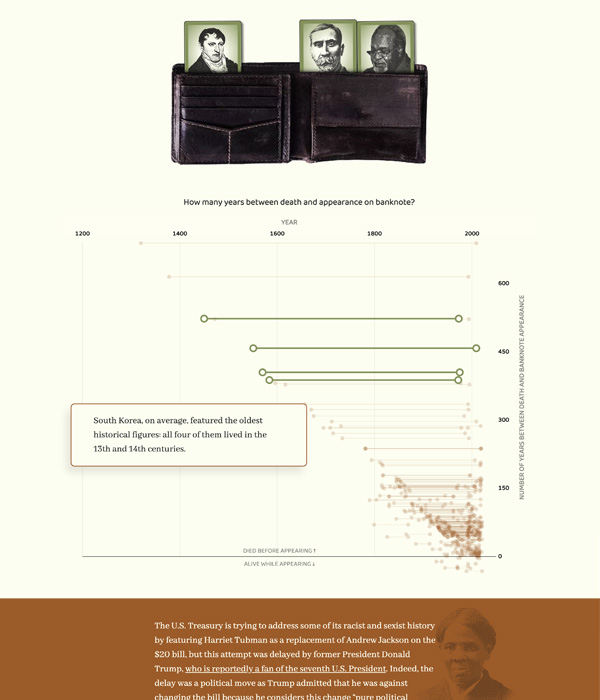 How many years between death and appearance on banknote?
YEAR
1200 1400 1600 1800 2000
600
450
300
150
0
NUMBER OF YEARS BETWEEN DEATH AND BANKNOTE APPEARANCE
South Korea, on average, featured the oldest
historical figures: all four of them lived in the
13th and 14th centuries.
DIED BEFORE APPEARING ↑
ALIVE WHILE APPEARING ↓
The U.S. Treasury is trying to address some of its racist and sexist history
by featuring Harriet Tubman as a replacement of Andrew Jackson on the
$20 bill, but this attempt was delayed by former President Donald
Trump, who is reportedly a fan of the seventh U.S. President. Indeed, the
delay was a political move as Trump admitted that he was against
changing the bill because he considers this change "pure political